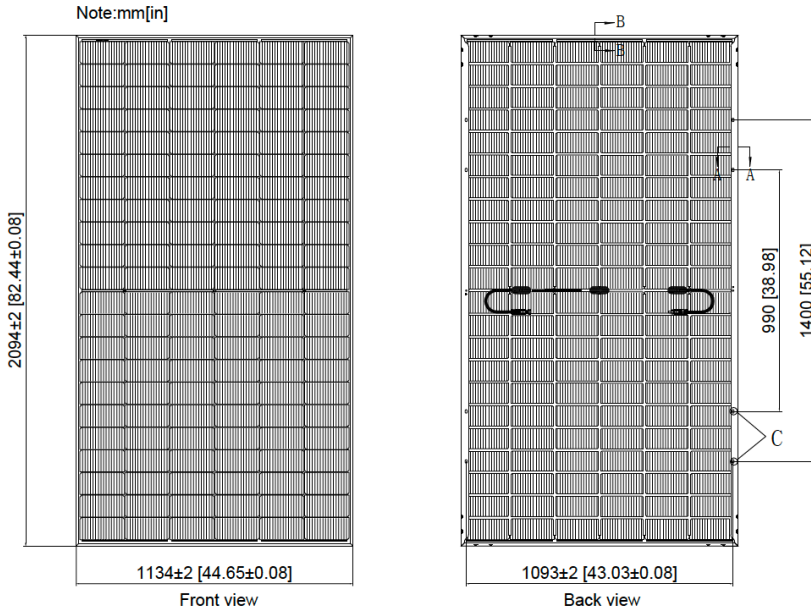 Note:mm[in]
B
B
A
A
2094±2 [82.44±0.08]
990 [38.98]
1400 [55.12]
C
1134±2 [44.65±0.08]
1093±2 [43.03±0.08]
Front view
Back view